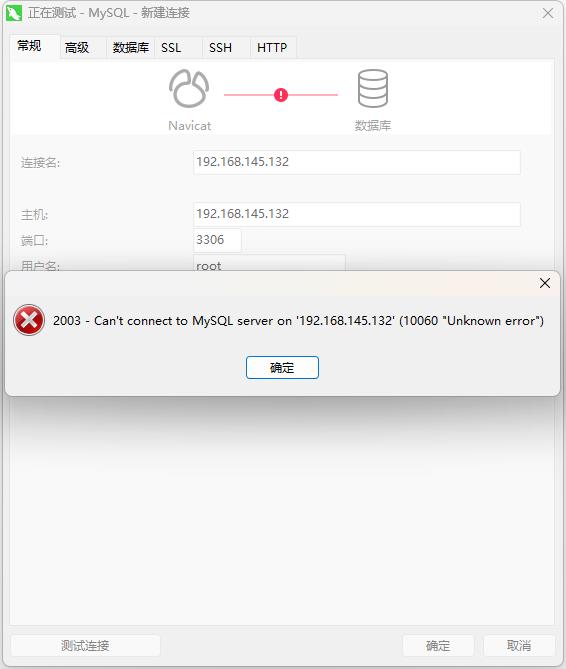 正在测试 - MySQL - 新建连接
常规 高级 数据库 SSL SSH HTTP
Navicat 数据库
连接名: 192.168.145.132
主机: 192.168.145.132
端口: 3306
用户名: root
2003 - Can't connect to MySQL server on '192.168.145.132' (10060 "Unknown error")
确定
测试连接 确定 取消